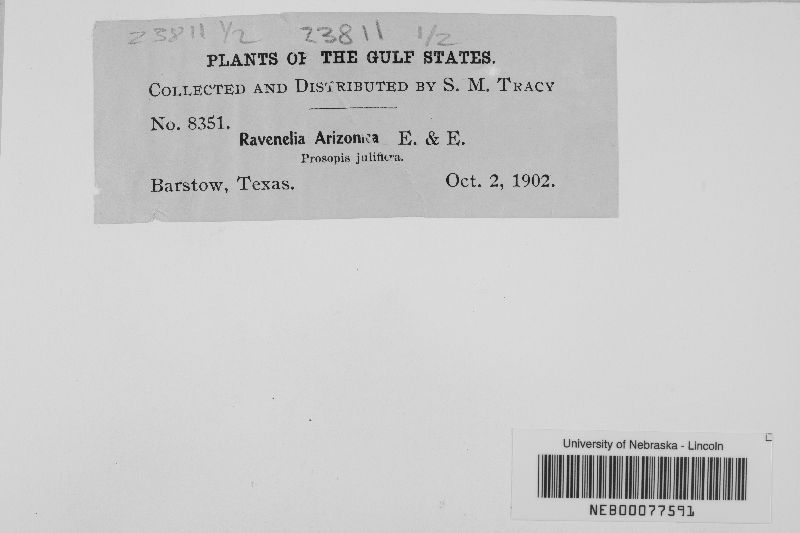 23811 1/2 23811 1/2
PLANTS OF THE GULF STATES.
COLLECTED AND DISTRIBUTED BY S. M. TRACY
No. 8351.
Ravenelia Arizonica E. & E.
Prosopis juliflora.
Barstow, Texas. Oct. 2, 1902.
University of Nebraska - Lincoln
NEB00077591